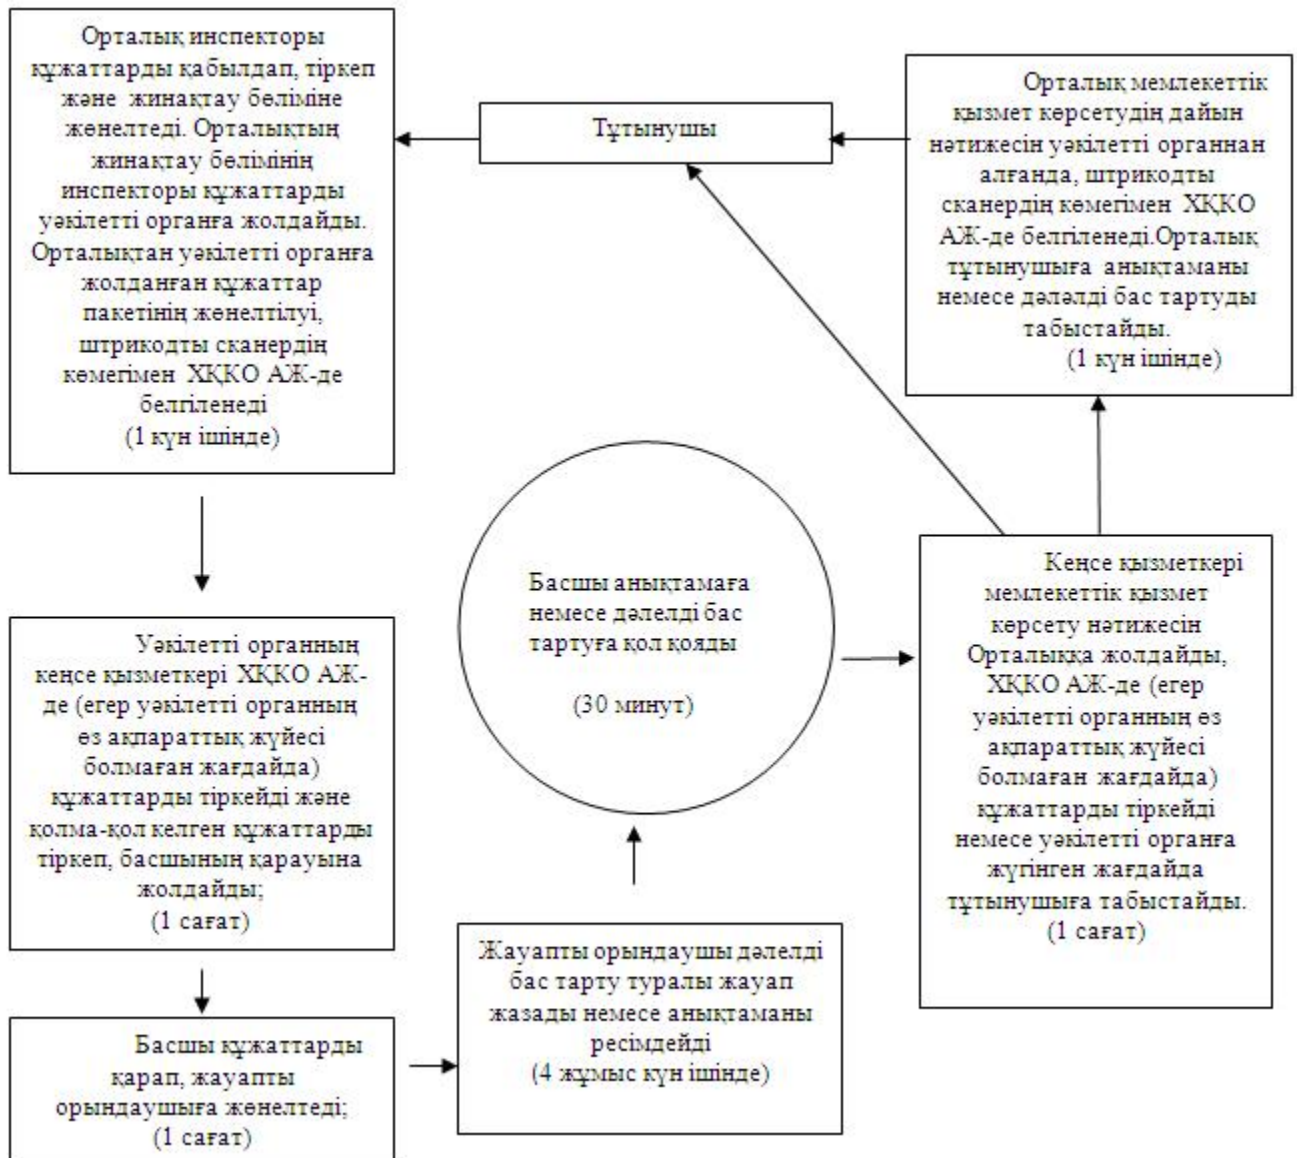 Орталық инспекторы
құжаттарды қабылдап, тіркеп
және жинақтау бөліміне
жөнелтеді. Орталықтың
жинақтау бөлімінің
инспекторы құжаттарды
уәкілетті органға жолдайды.
Орталықтан уәкілетті органға
жолданған құжаттар
пакетінің жөнелтілуі,
штрикодты сканердің
көмегімен ХҚКО АЖ-де
белгіленеді
(1 күн ішінде)
Тұтынушы
Орталық мемлекеттік
қызмет көрсетудің дайын
нәтижесін уәкілетті органнан
алғанда, штрикодты
сканердің көмегімен ХҚКО
АЖ-де белгіленеді.Орталық
тұтынушыға анықтаманы
немесе дәләлді бас тартуды
табыстайды.
(1 күн ішінде)
Уәкілетті органның
кеңсе қызметкері ХҚКО АЖ-
де (егер уәкілетті органның
өз ақпараттық жүйесі
болмаған жағдайда)
құжаттарды тіркейді және
қолма-қол келген құжаттарды
тіркеп, басшының қарауына
жолдайды;
(1 сағат)
Басшы құжаттарды
қарап, жауапты
орындаушыға жөнелтеді;
(1 сағат)
Жауапты орындаушы дәлелді
бас тарту туралы жауап
жазады немесе анықтаманы
ресімдейді
(4 жұмыс күн ішінде)
Басшы анықтамаға
немесе дәлелді бас
тартуға қол қояды
(30 минут)
Кеңсе қызметкері
мемлекеттік қызмет
көрсету нәтижесін
Орталыққа жолдайды,
ХҚКО АЖ-де (егер
уәкілетті органның өз
ақпараттық жүйесі
болмаған жағдайда)
құжаттарды тіркейді
немесе уәкілетті органға
жүгінген жағдайда
тұтынушыға табыстайды.
(1 сағат)